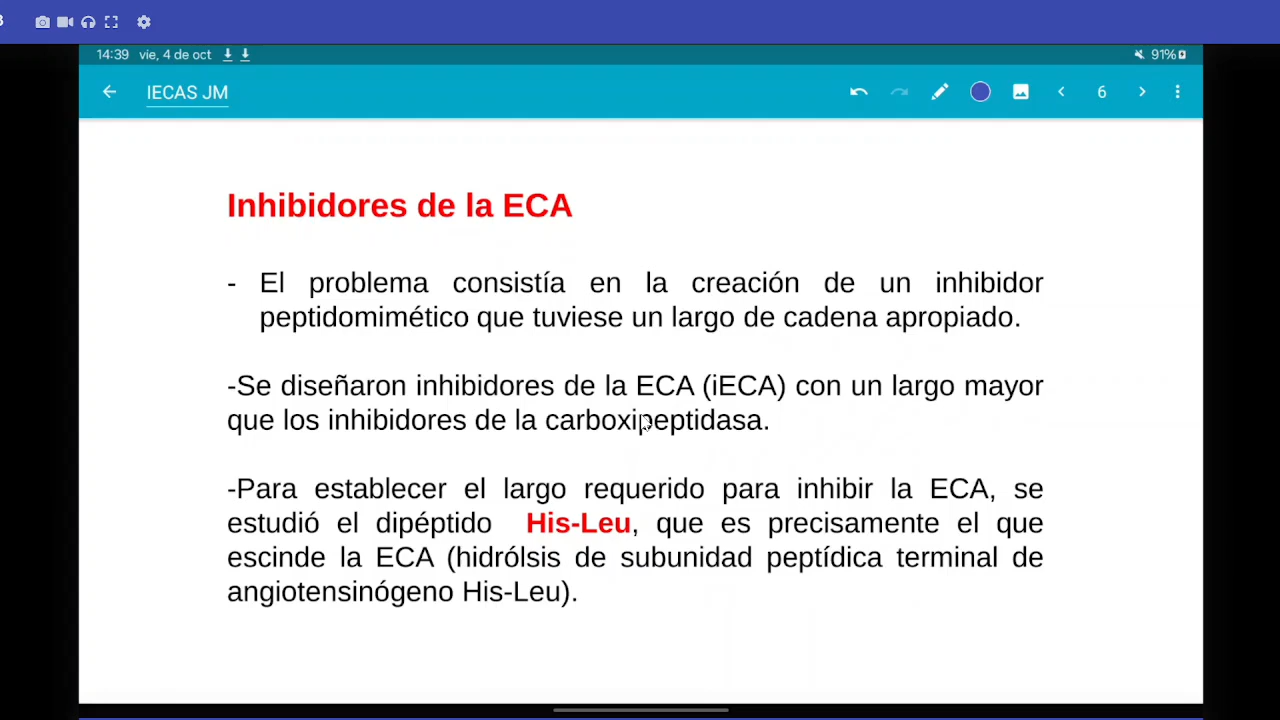 14:39 vie, 4 de oct
91%
IECAS JM
6
Inhibidores de la ECA
- El problema consistía en la creación de un inhibidor
peptidomimético que tuviese un largo de cadena apropiado.
-Se diseñaron inhibidores de la ECA (iECA) con un largo mayor
que los inhibidores de la carboxipeptidasa.
-Para establecer el largo requerido para inhibir la ECA, se
estudió el dipéptido His-Leu, que es precisamente el que
escinde la ECA (hidrólsis de subunidad peptídica terminal de
angiotensinógeno His-Leu).